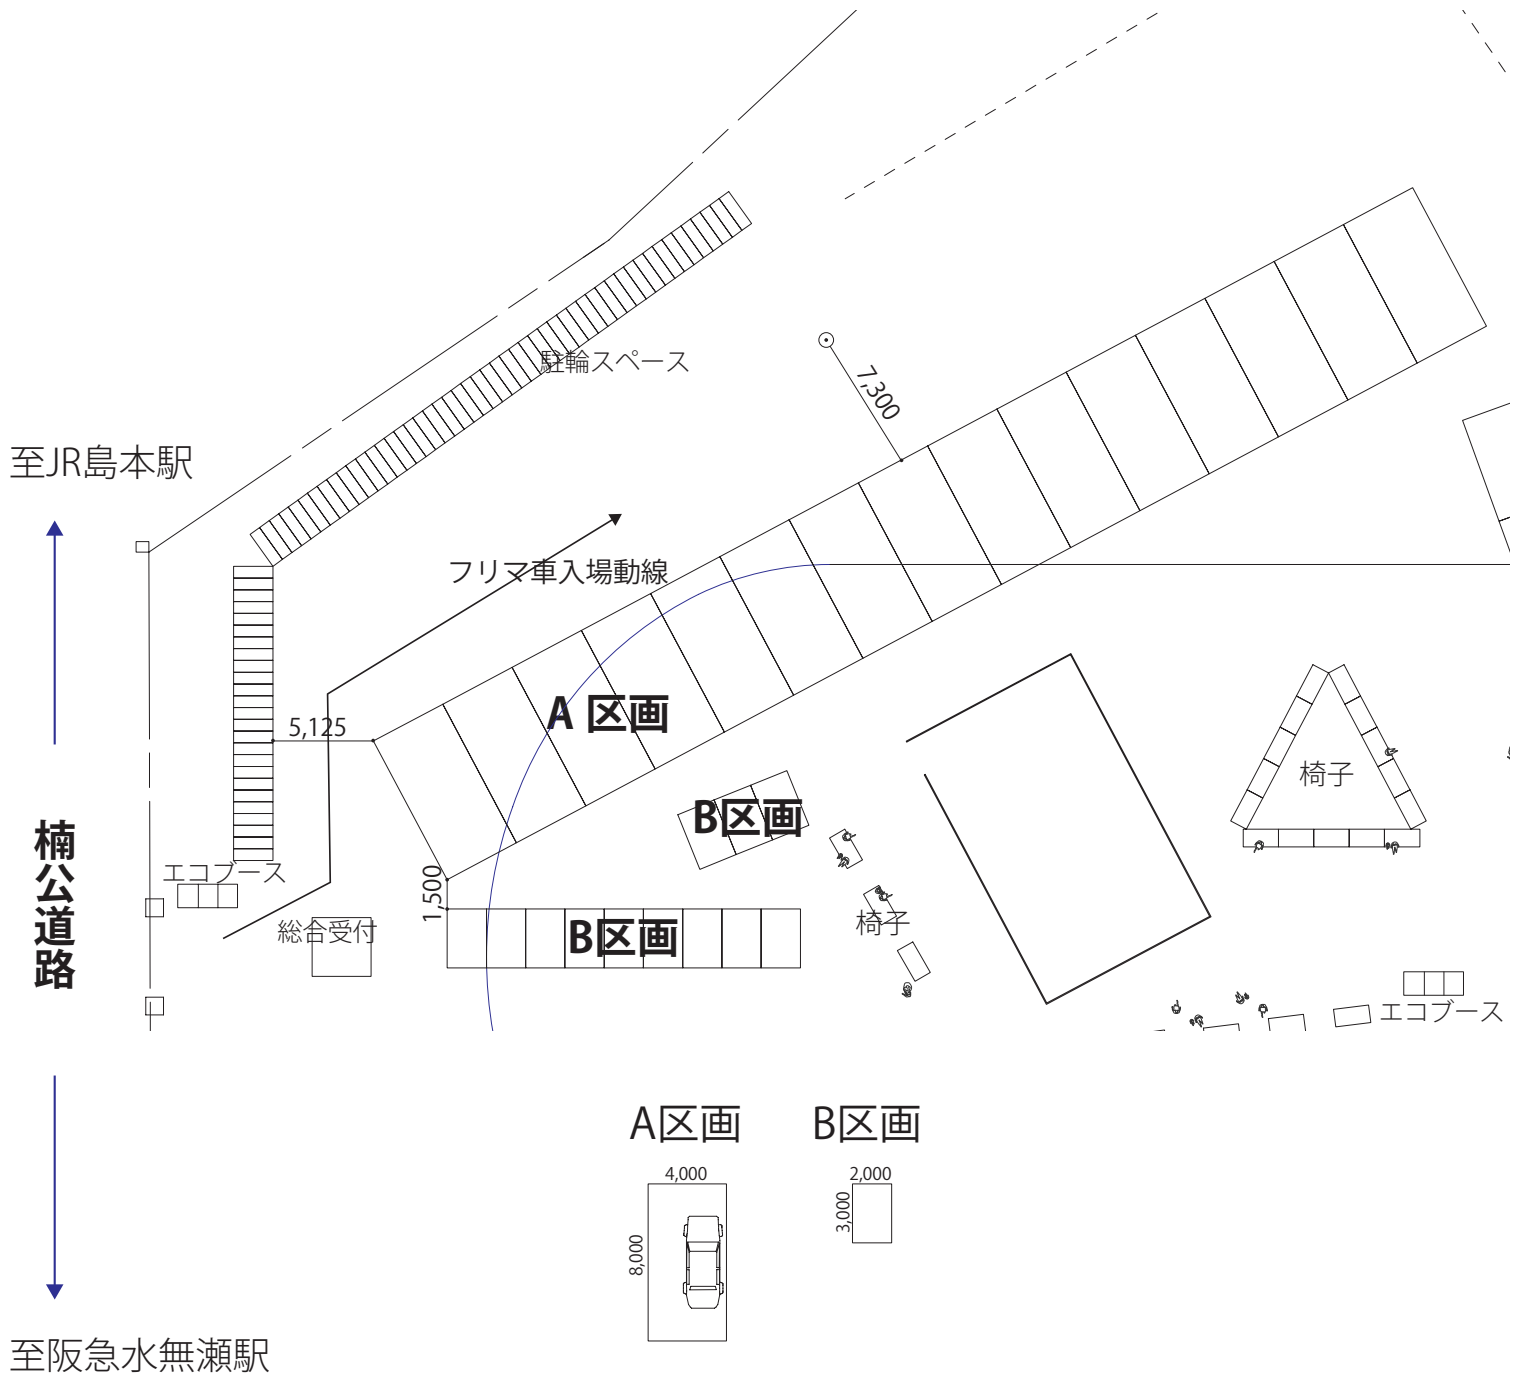 駐輪スペース
7,300
至JR島本駅
フリマ車入場動線
A 区画
5,125
椅子
B区画
楠公道路
エコブース
1,500
総合受付
B区画
椅子
エコブース
A区画
B区画
4,000
2,000
3,000
8,000
至阪急水無瀬駅